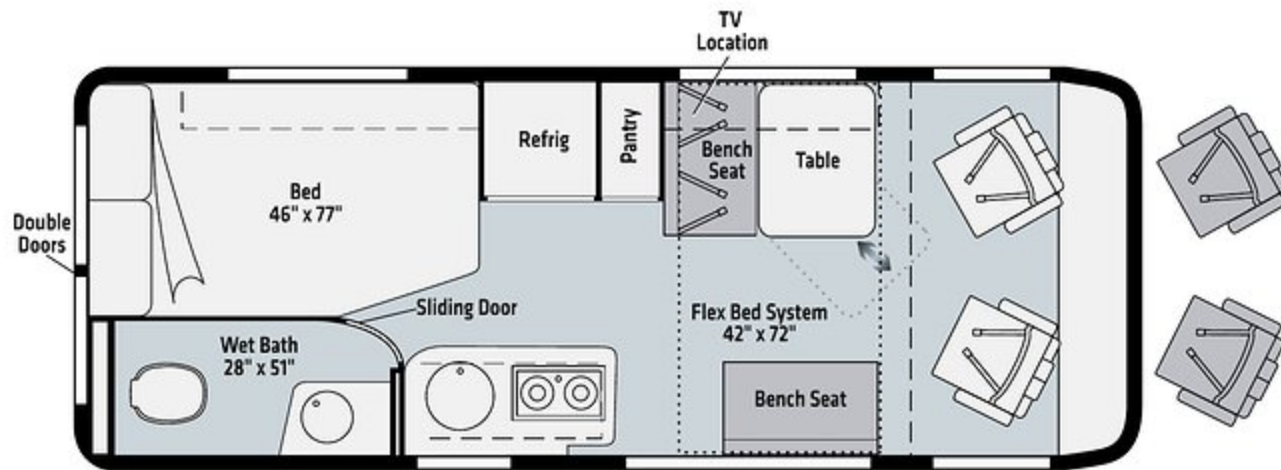 TV
Location
Refrig
Pantry
Bench
Seat
Table
Bed
46" x 77"
Double
Doors
Sliding Door
Flex Bed System
42" x 72"
Wet Bath
28" x 51"
Bench Seat